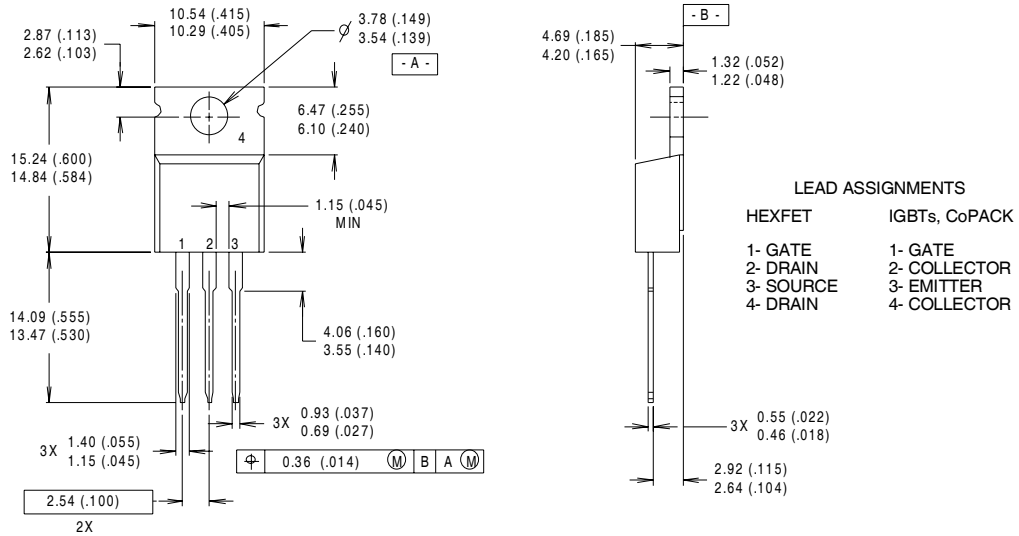 10.54 (.415)
10.29 (.405)
3.78 (.149)
3.54 (.139)
- A -
2.87 (.113)
2.62 (.103)
6.47 (.255)
6.10 (.240)
4
15.24 (.600)
14.84 (.584)
1.15 (.045)
MIN
1 2 3
14.09 (.555)
13.47 (.530)
4.06 (.160)
3.55 (.140)
3X 0.93 (.037)
0.69 (.027)
3X 1.40 (.055)
1.15 (.045)
⌖ 0.36 (.014) Ⓜ B A Ⓜ
2.54 (.100)
2X
- B -
4.69 (.185)
4.20 (.165)
1.32 (.052)
1.22 (.048)
3X 0.55 (.022)
0.46 (.018)
2.92 (.115)
2.64 (.104)
LEAD ASSIGNMENTS
HEXFET
1- GATE
2- DRAIN
3- SOURCE
4- DRAIN
IGBTs, CoPACK
1- GATE
2- COLLECTOR
3- EMITTER
4- COLLECTOR